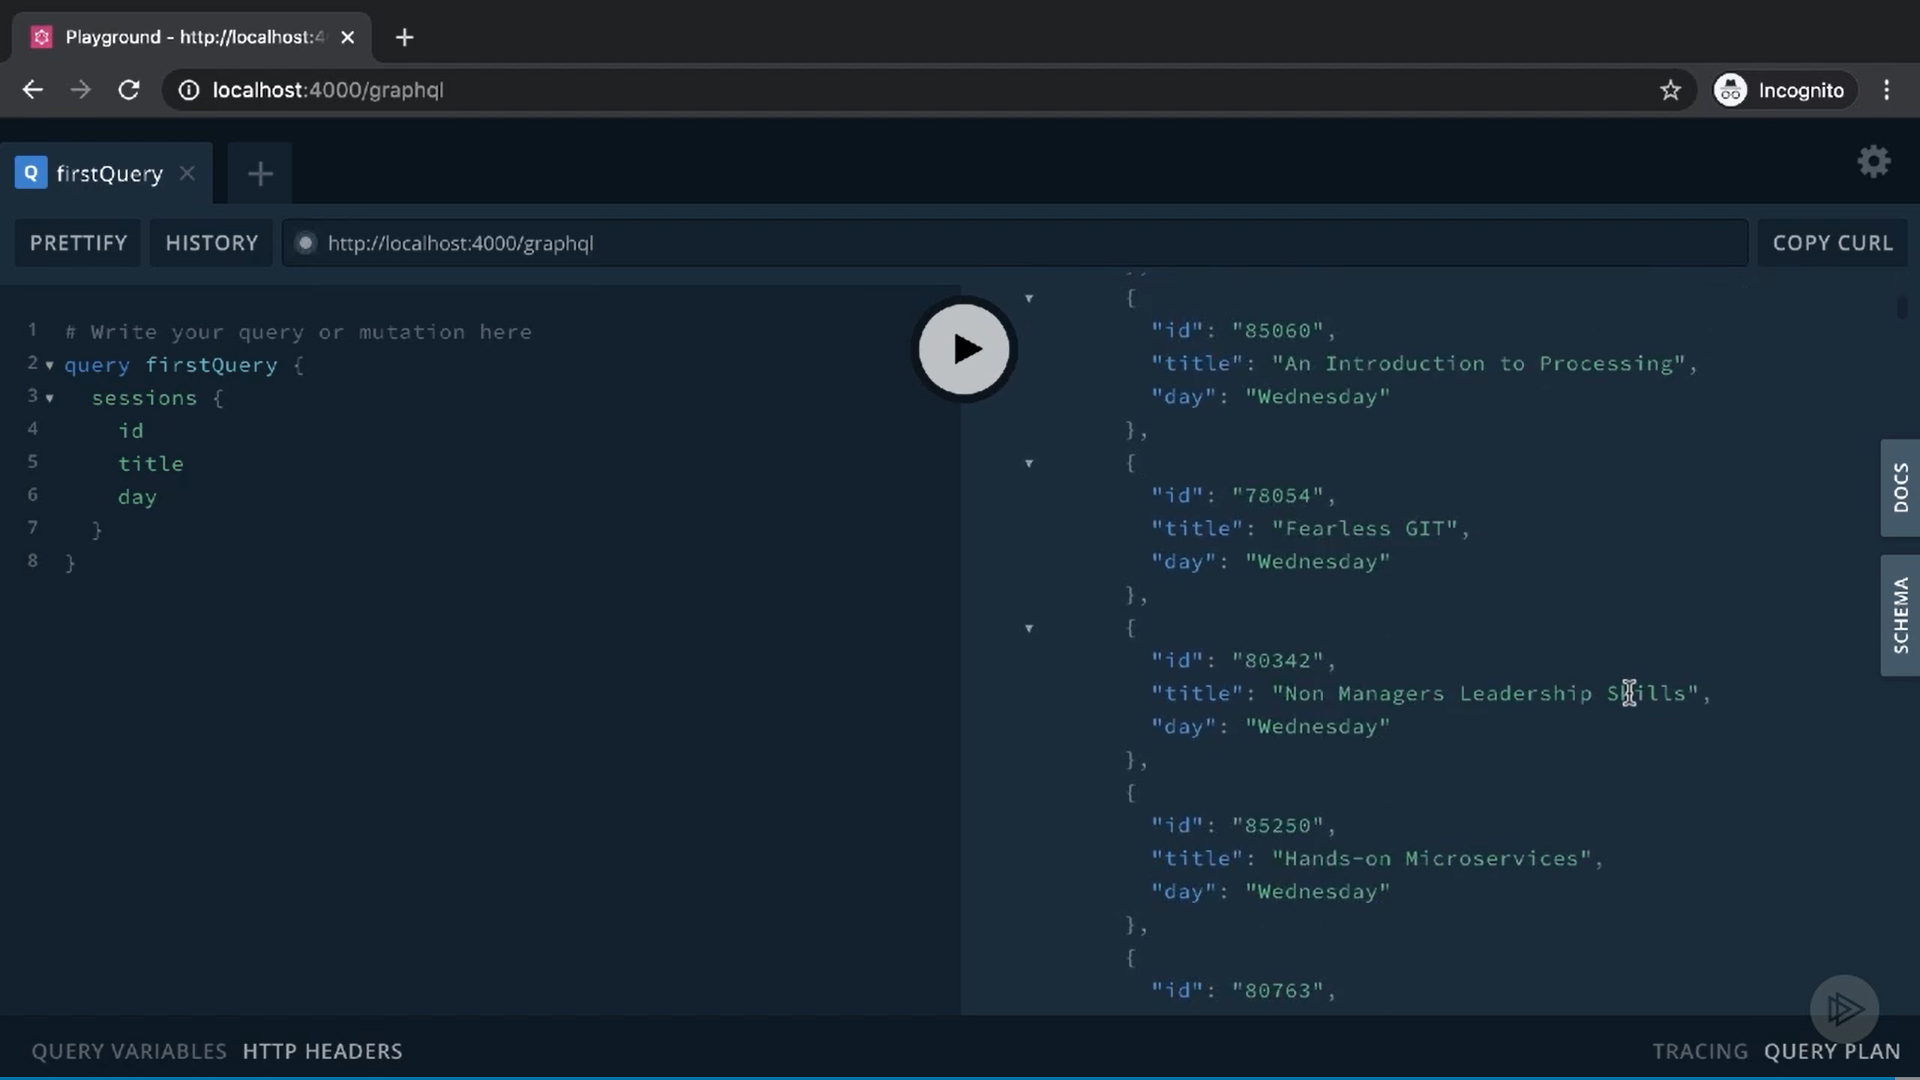 Playground - http://localhost:4
localhost:4000/graphql
Incognito
Q firstQuery
PRETTIFY
HISTORY
http://localhost:4000/graphql
COPY CURL
1 # Write your query or mutation here
2 query firstQuery {
3 sessions {
4 id
5 title
6 day
7 }
8 }
{
"id": "85060",
"title": "An Introduction to Processing",
"day": "Wednesday"
},
{
"id": "78054",
"title": "Fearless GIT",
"day": "Wednesday"
},
{
"id": "80342",
"title": "Non Managers Leadership Skills",
"day": "Wednesday"
},
{
"id": "85250",
"title": "Hands-on Microservices",
"day": "Wednesday"
},
{
"id": "80763",
DOCS
SCHEMA
QUERY VARIABLES HTTP HEADERS
TRACING QUERY PLAN